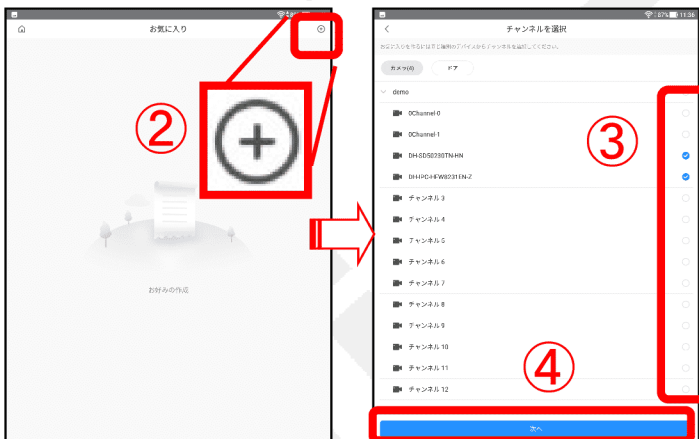 お気に入り
②
お好みの作成
87% 11:36
チャンネルを選択
カメラ(4) ドア
demo
0Channel-0
0Channel-1
③
DH-SD50230TN-HN
DH-IPC-HFW8231EN-Z
チャンネル 3
チャンネル 4
チャンネル 5
チャンネル 6
チャンネル 7
チャンネル 8
チャンネル 9
チャンネル 10
チャンネル 11
④
チャンネル 12
次へ